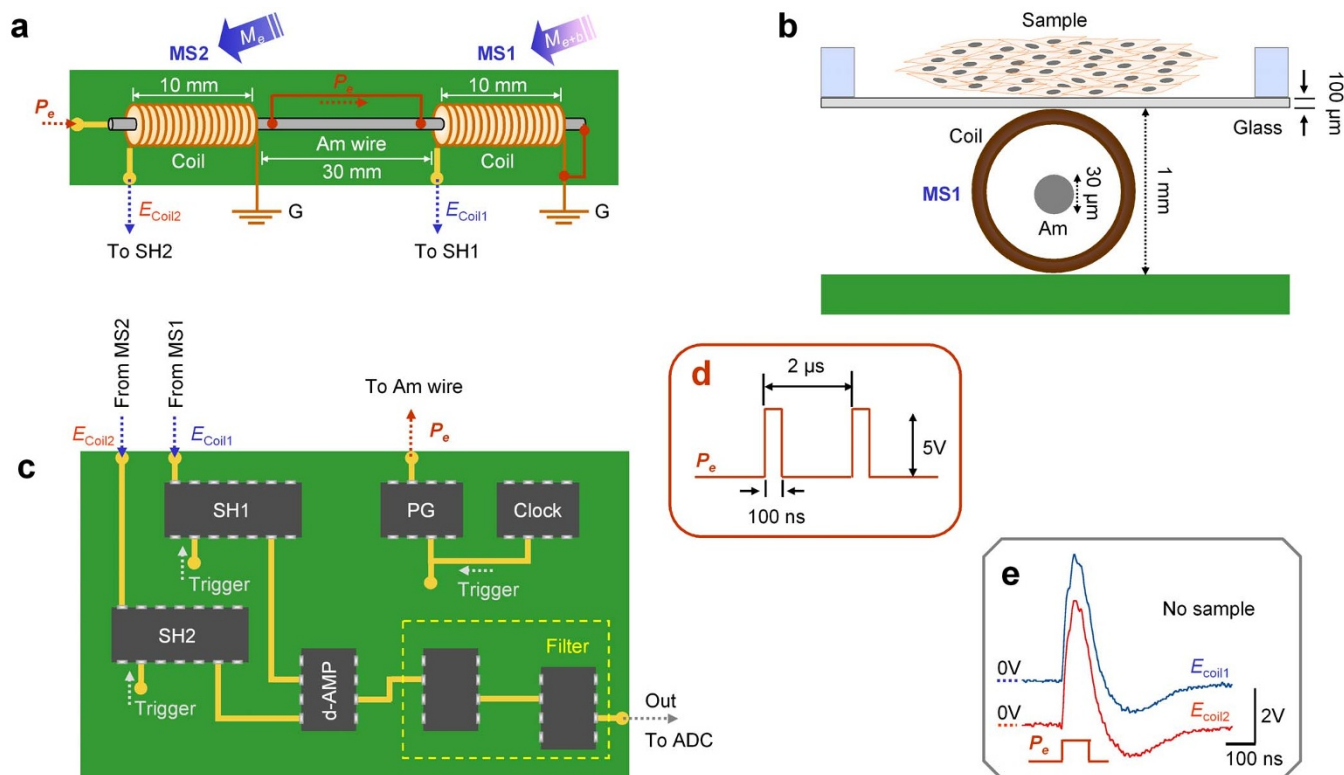 a
MS2
Me
MS1
Me+b
10 mm
Pe
10 mm
Pe
Coil
Am wire
Coil
30 mm
ECoil2
G
ECoil1
G
To SH2
To SH1
b
Sample
100 µm
Glass
Coil
MS1
30 µm
Am
1 mm
c
From MS2
From MS1
To Am wire
ECoil2
ECoil1
Pe
SH1
PG
Clock
Trigger
Trigger
SH2
Filter
Trigger
d-AMP
Out
To ADC
d
2 µs
Pe
5V
100 ns
e
No sample
0V
Ecoil1
0V
Ecoil2
2V
Pe
100 ns